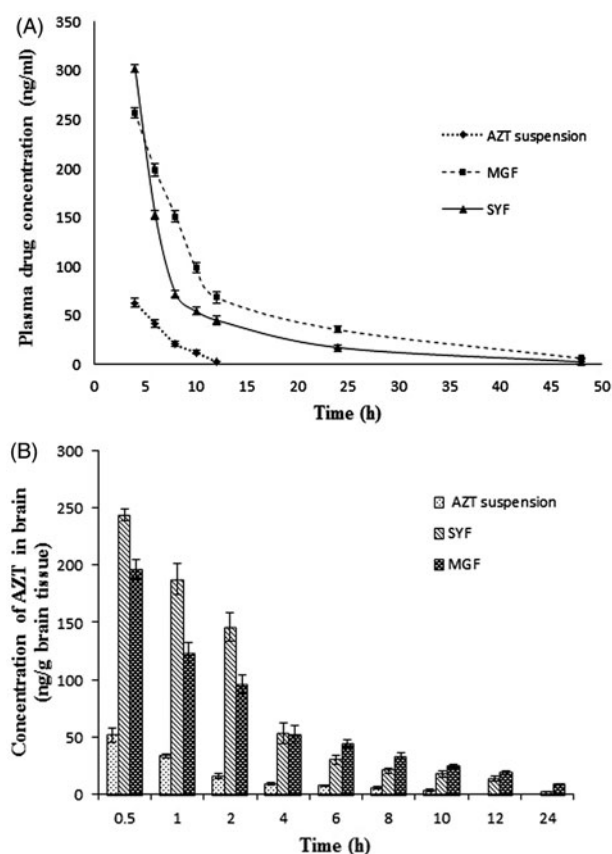 (A)
Plasma drug concentration (ng/ml)
350
300
250
200
150
100
50
0
0 5 10 15 20 25 30 35 40 45 50
Time (h)
AZT suspension
MGF
SYF
(B)
Concentration of AZT in brain
(ng/g brain tissue)
300
250
200
150
100
50
0
0.5 1 2 4 6 8 10 12 24
Time (h)
AZT suspension
SYF
MGF